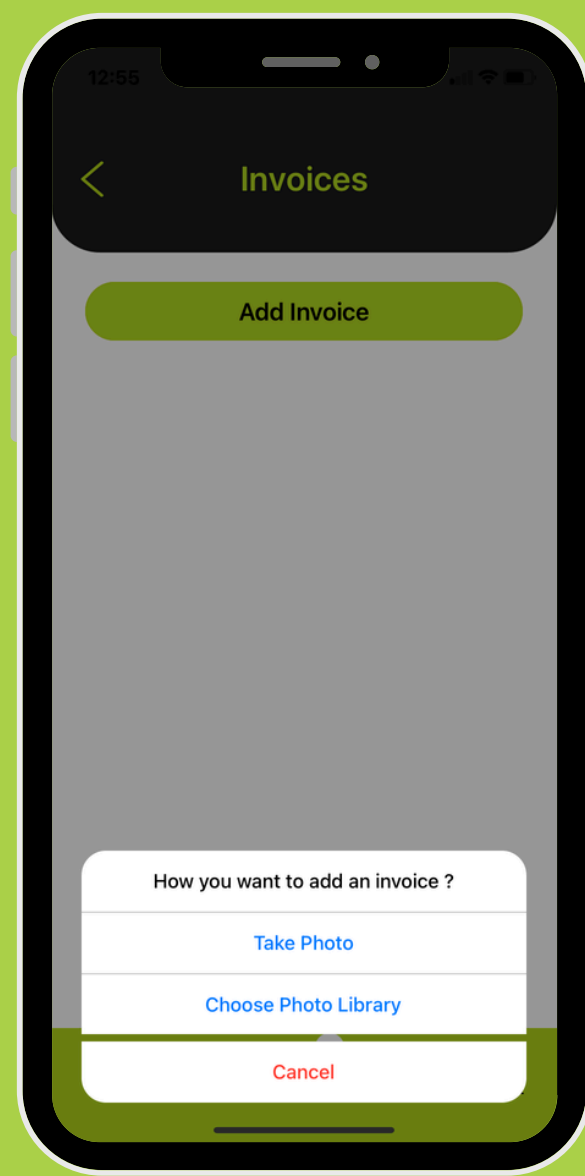 12:55
Invoices
Add Invoice
How you want to add an invoice ?
Take Photo
Choose Photo Library
Cancel